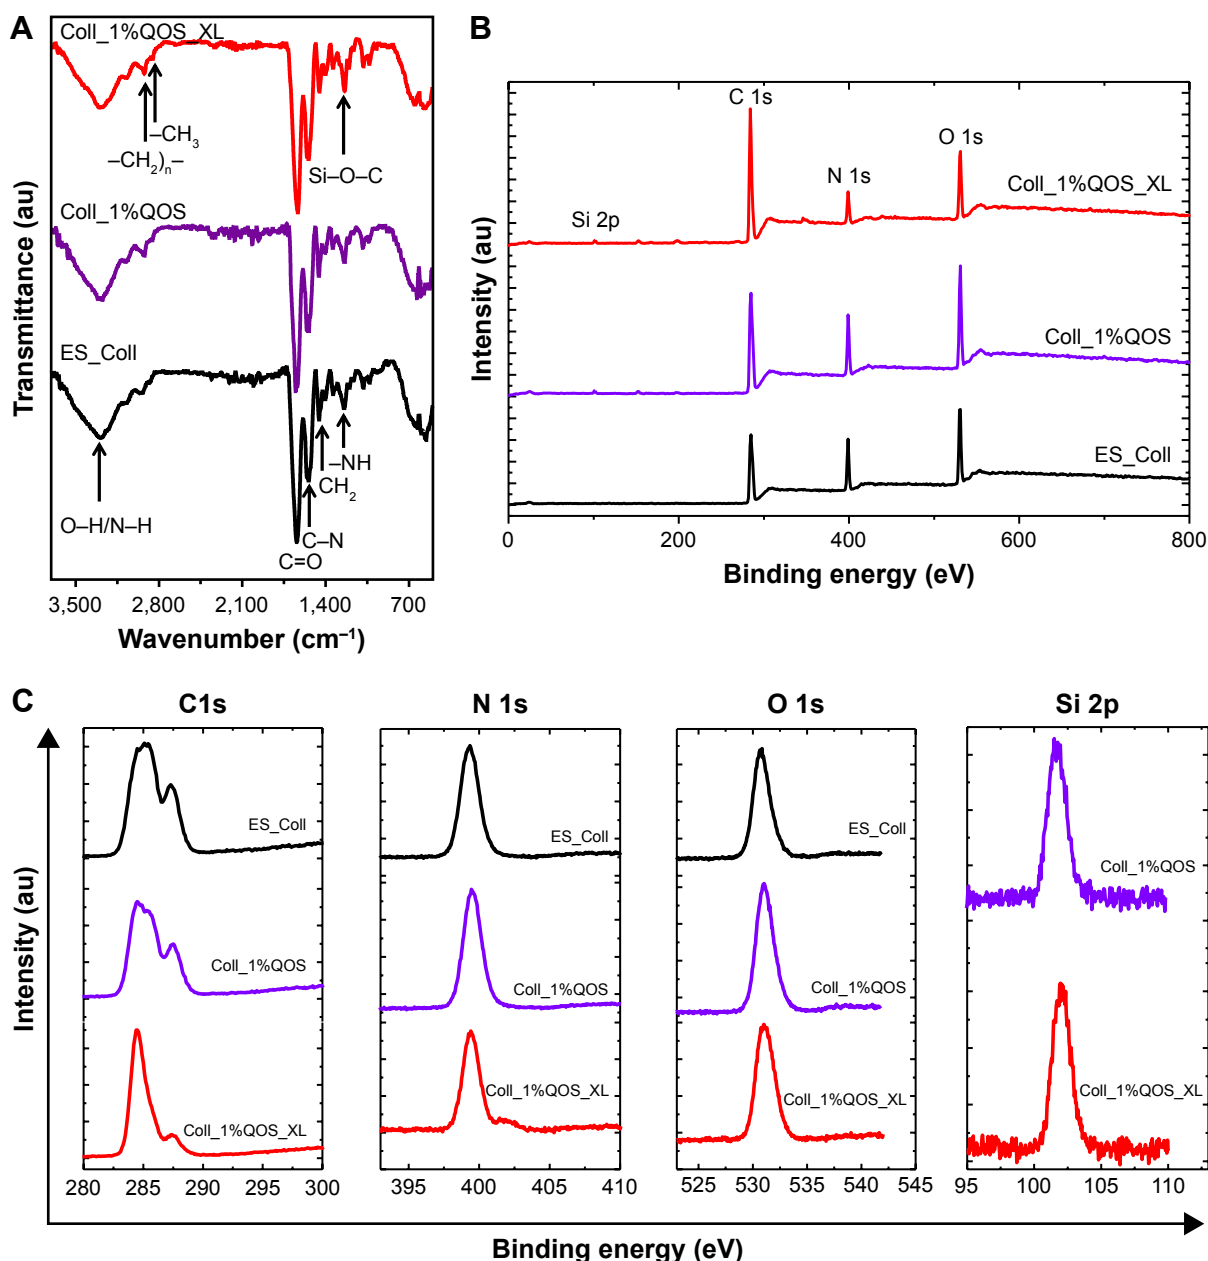 A
Coll_1%QOS_XL
–CH3
–CH2)n–
Si–O–C
Coll_1%QOS
ES_Coll
–NH
CH2
O–H/N–H
C–N
C=O
Transmittance (au)
3,500 2,800 2,100 1,400 700
Wavenumber (cm–1)
B
C 1s
O 1s
N 1s
Si 2p
Coll_1%QOS_XL
Coll_1%QOS
ES_Coll
Intensity (au)
0 200 400 600 800
Binding energy (eV)
C
C1s
N 1s
O 1s
Si 2p
ES_Coll
Coll_1%QOS
Coll_1%QOS_XL
280 285 290 295 300
ES_Coll
Coll_1%QOS
Coll_1%QOS_XL
395 400 405 410
ES_Coll
Coll_1%QOS
Coll_1%QOS_XL
525 530 535 540 545
Coll_1%QOS
Coll_1%QOS_XL
95 100 105 110
Intensity (au)
Binding energy (eV)